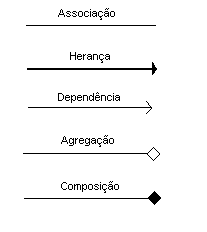 Associação
Herança
Dependência
Agregação
Composição